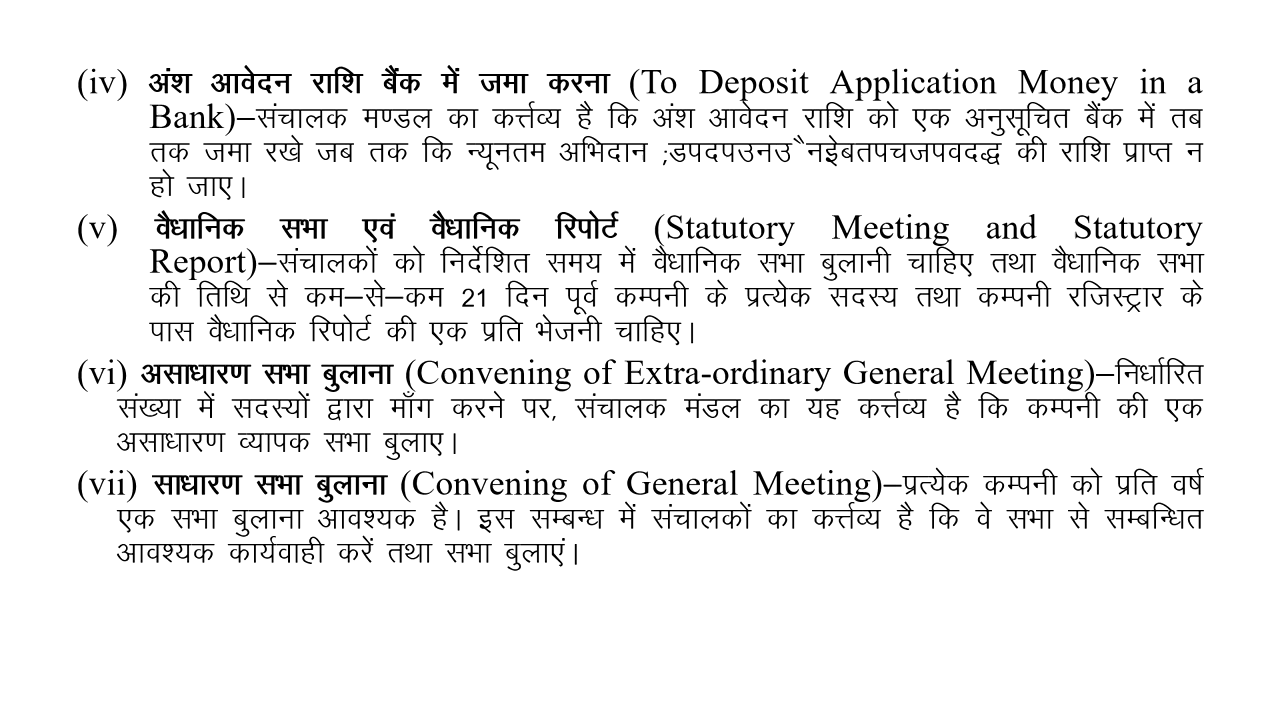 (iv) अंश आवेदन राशि बैंक में जमा करना (To Deposit Application Money in a
Bank)–संचालक मण्डल का कर्त्तव्य है कि अंश आवेदन राशि को एक अनुसूचित बैंक में तब
तक जमा रखे जब तक कि न्यूनतम अभिदान ;डपदपउनउ ैनइेबतपचजपवदद्ध की राशि प्राप्त न
हो जाए।
(v) वैधानिक सभा एवं वैधानिक रिपोर्ट (Statutory Meeting and Statutory
Report)–संचालकों को निर्देशित समय में वैधानिक सभा बुलानी चाहिए तथा वैधानिक सभा
की तिथि से कम–से–कम 21 दिन पूर्व कम्पनी के प्रत्येक सदस्य तथा कम्पनी रजिस्ट्रार के
पास वैधानिक रिपोर्ट की एक प्रति भेजनी चाहिए।
(vi) असाधारण सभा बुलाना (Convening of Extra-ordinary General Meeting)–निर्धारित
संख्या में सदस्यों द्वारा माँग करने पर, संचालक मंडल का यह कर्त्तव्य है कि कम्पनी की एक
असाधारण व्यापक सभा बुलाए।
(vii) साधारण सभा बुलाना (Convening of General Meeting)–प्रत्येक कम्पनी को प्रति वर्ष
एक सभा बुलाना आवश्यक है। इस सम्बन्ध में संचालकों का कर्त्तव्य है कि वे सभा से सम्बन्धित
आवश्यक कार्यवाही करें तथा सभा बुलाएं।